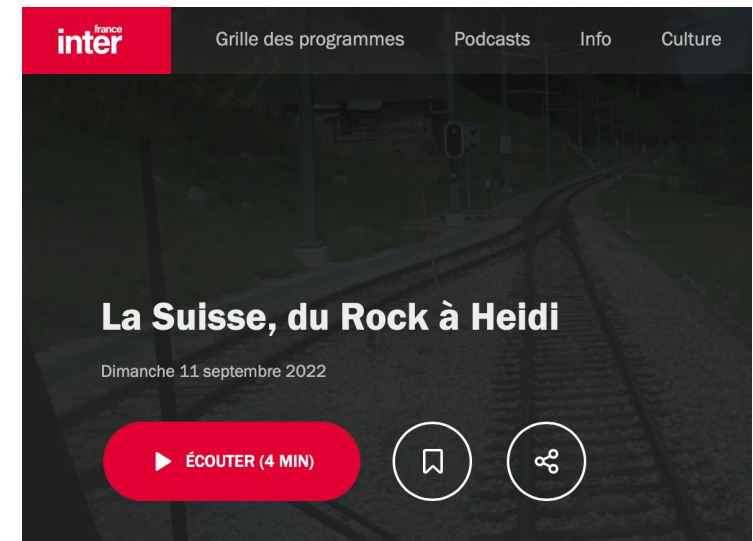 france
inter
Grille des programmes Podcasts Info Culture
La Suisse, du Rock à Heidi
Dimanche 11 septembre 2022
ÉCOUTER (4 MIN)